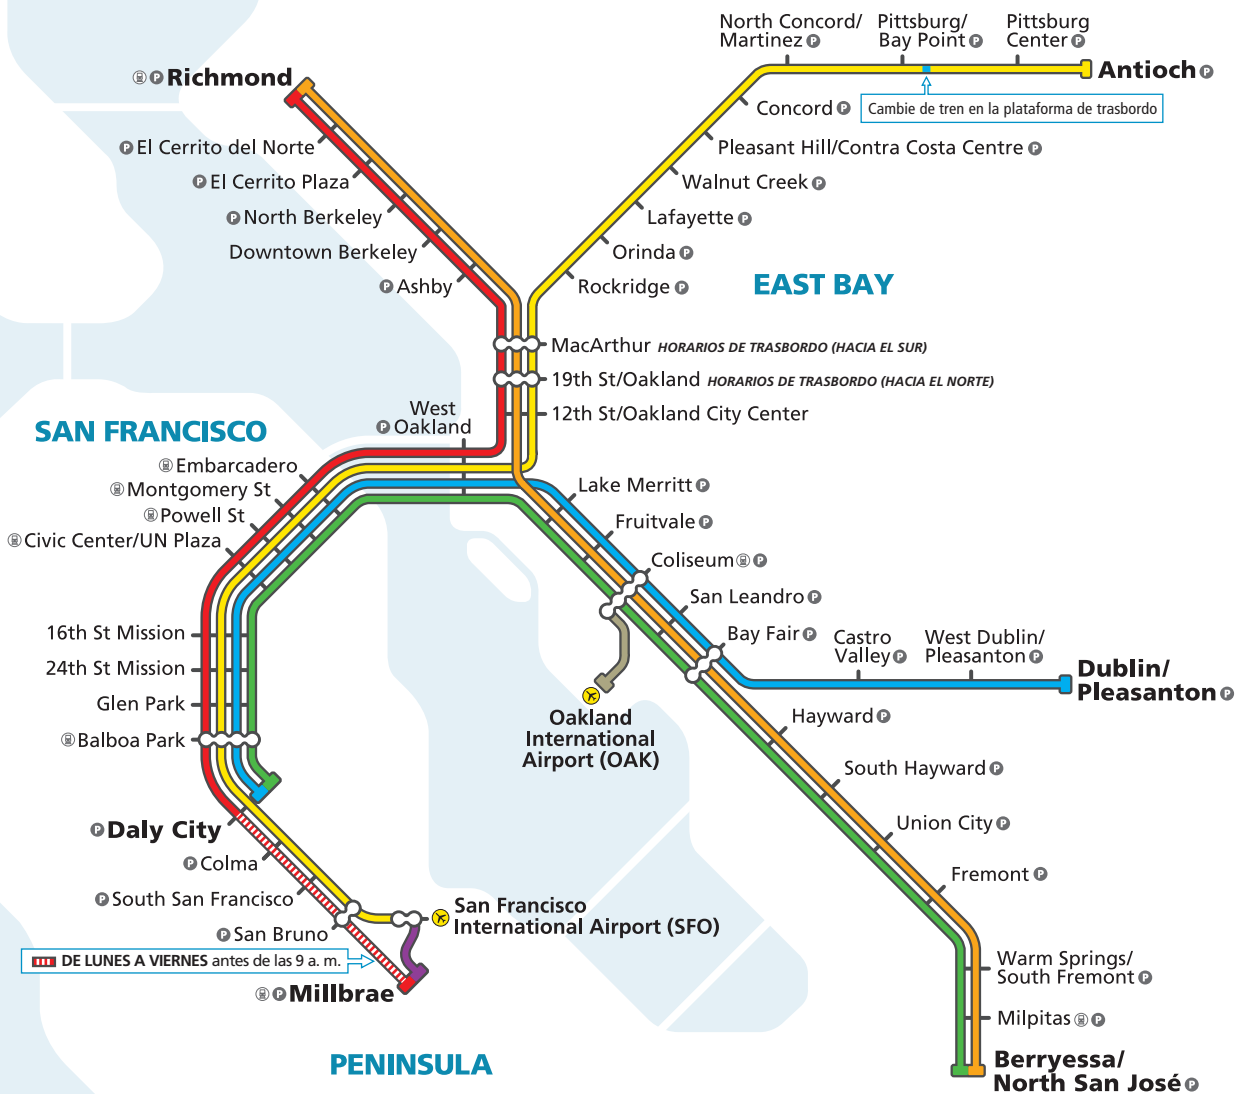 North Concord/
Martinez P
Pittsburg/
Bay Point P
Pittsburg
Center P
Antioch P
Cambie de tren en la plataforma de trasbordo
Concord P
Pleasant Hill/Contra Costa Centre P
Walnut Creek P
Lafayette P
Orinda P
Rockridge P
P Richmond
P El Cerrito del Norte
P El Cerrito Plaza
P North Berkeley
Downtown Berkeley
P Ashby
EAST BAY
MacArthur HORARIOS DE TRASBORDO (HACIA EL SUR)
19th St/Oakland HORARIOS DE TRASBORDO (HACIA EL NORTE)
12th St/Oakland City Center
West
P Oakland
SAN FRANCISCO
Embarcadero
Montgomery St
Powell St
Civic Center/UN Plaza
16th St Mission
24th St Mission
Glen Park
Balboa Park
P Daly City
P Colma
P South San Francisco
P San Bruno
DE LUNES A VIERNES antes de las 9 a. m.
P Millbrae
San Francisco
International Airport (SFO)
PENINSULA
Lake Merritt P
Fruitvale P
Coliseum P
San Leandro P
Bay Fair P
Castro
Valley P
West Dublin/
Pleasanton P
Dublin/
Pleasanton P
Oakland
International
Airport (OAK)
Hayward P
South Hayward P
Union City P
Fremont P
Warm Springs/
South Fremont P
Milpitas P
Berryessa/
North San José P